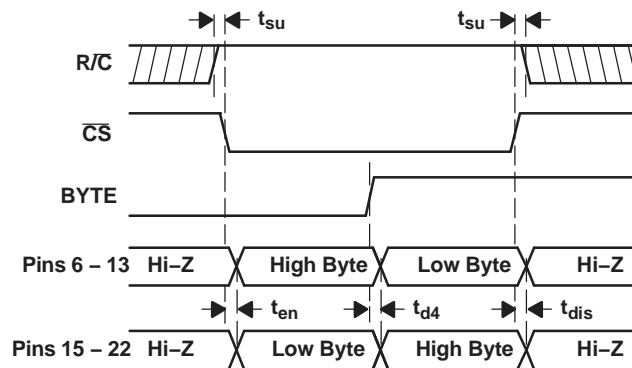 tsu tsu
R/C̅
C̅S̅
BYTE
Pins 6 – 13 Hi–Z High Byte Low Byte Hi–Z
ten td4 tdis
Pins 15 – 22 Hi–Z Low Byte High Byte Hi–Z